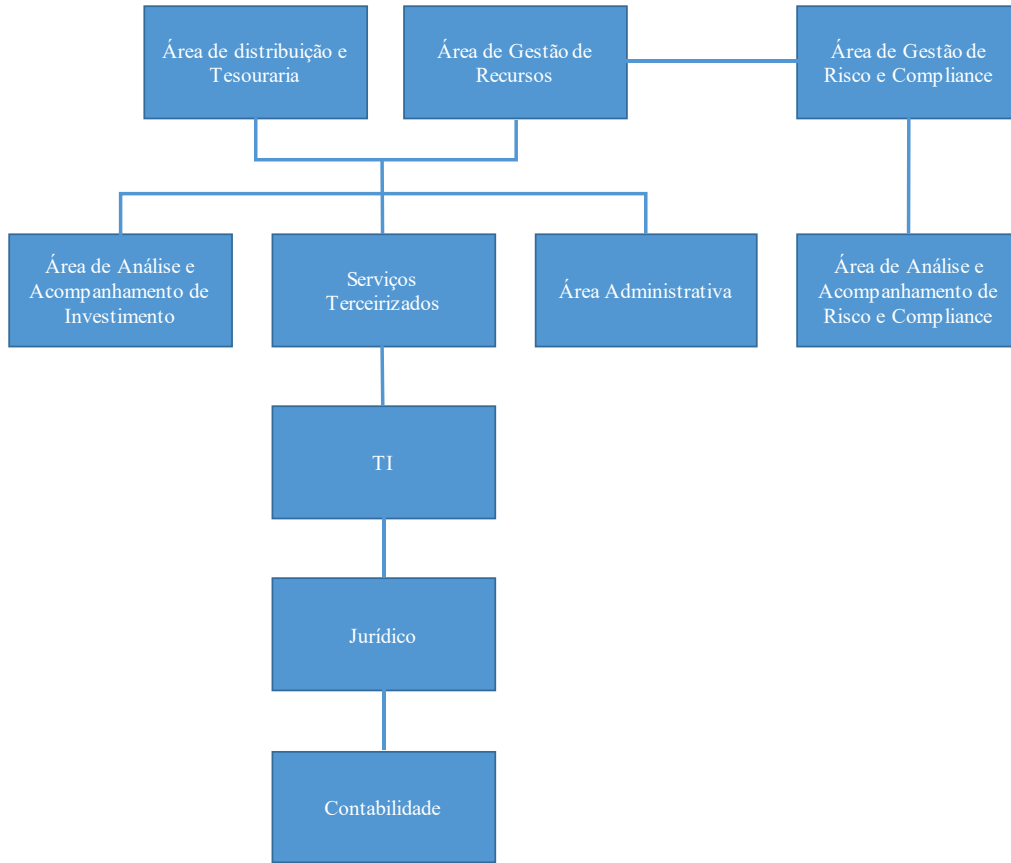 Área de distribuição e
Tesouraria
Área de Gestão de
Recursos
Área de Gestão de
Risco e Compliance
Área de Análise e
Acompanhamento de
Investimento
Serviços
Terceirizados
Área Administrativa
Área de Análise e
Acompanhamento de
Risco e Compliance
TI
Jurídico
Contabilidade